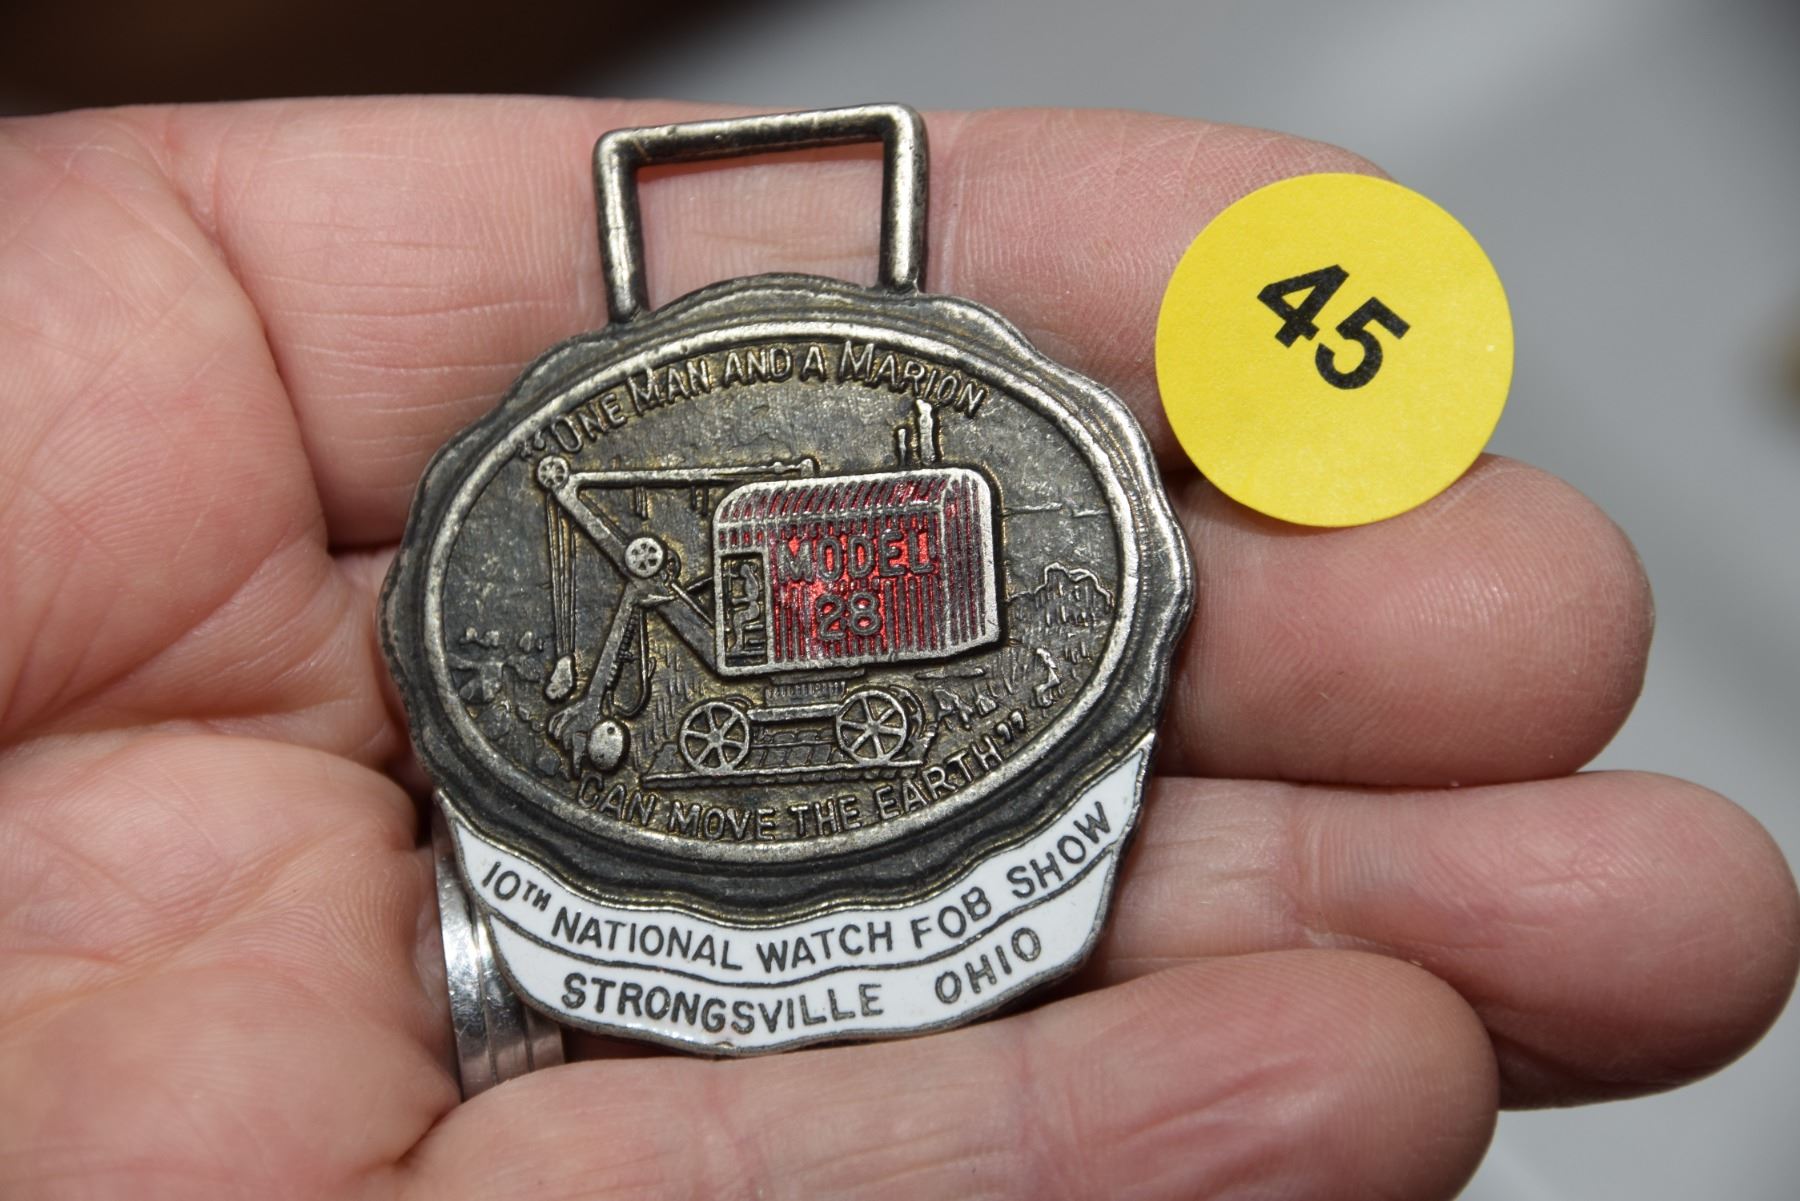 "ONE MAN AND A MARION
MODEL
28
CAN MOVE THE EARTH"
10TH NATIONAL WATCH FOB SHOW
STRONGSVILLE OHIO
45